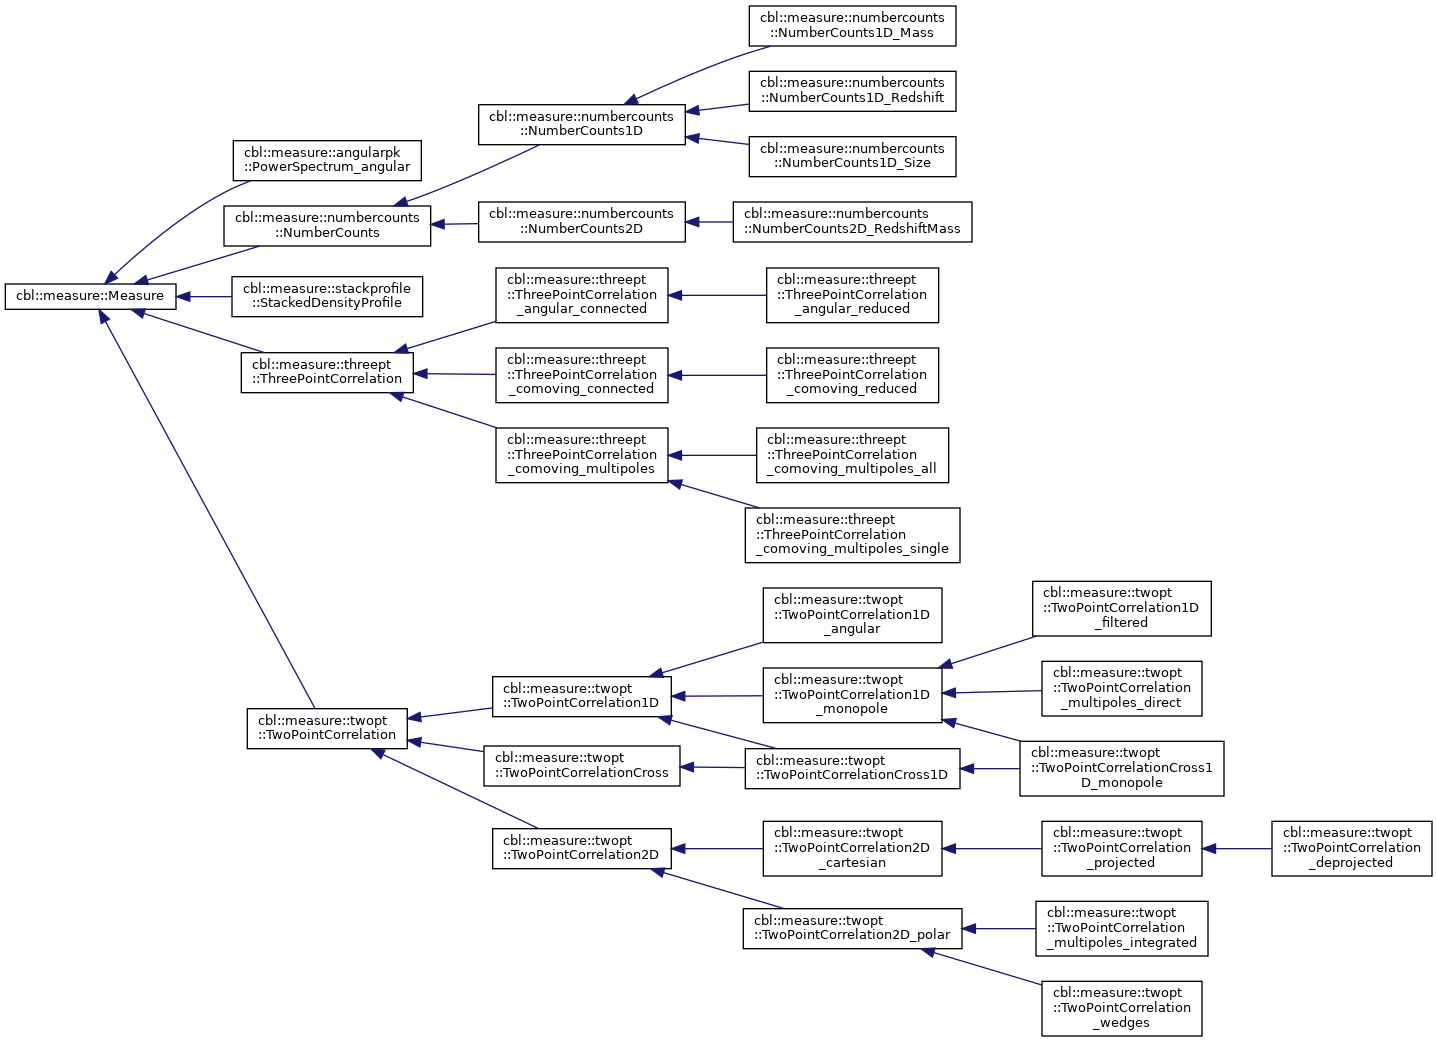 cbl::measure::numbercounts
::NumberCounts1D_Mass
cbl::measure::numbercounts
::NumberCounts1D_Redshift
cbl::measure::numbercounts
::NumberCounts1D
cbl::measure::numbercounts
::NumberCounts1D_Size
cbl::measure::angularpk
::PowerSpectrum_angular
cbl::measure::numbercounts
::NumberCounts
cbl::measure::numbercounts
::NumberCounts2D
cbl::measure::numbercounts
::NumberCounts2D_RedshiftMass
cbl::measure::Measure
cbl::measure::stackprofile
::StackedDensityProfile
cbl::measure::threept
::ThreePointCorrelation
_angular_connected
cbl::measure::threept
::ThreePointCorrelation
_angular_reduced
cbl::measure::threept
::ThreePointCorrelation
cbl::measure::threept
::ThreePointCorrelation
_comoving_connected
cbl::measure::threept
::ThreePointCorrelation
_comoving_reduced
cbl::measure::threept
::ThreePointCorrelation
_comoving_multipoles
cbl::measure::threept
::ThreePointCorrelation
_comoving_multipoles_all
cbl::measure::threept
::ThreePointCorrelation
_comoving_multipoles_single
cbl::measure::twopt
::TwoPointCorrelation1D
_angular
cbl::measure::twopt
::TwoPointCorrelation1D
_filtered
cbl::measure::twopt
::TwoPointCorrelation1D
cbl::measure::twopt
::TwoPointCorrelation1D
_monopole
cbl::measure::twopt
::TwoPointCorrelation
_multipoles_direct
cbl::measure::twopt
::TwoPointCorrelation
cbl::measure::twopt
::TwoPointCorrelationCross
cbl::measure::twopt
::TwoPointCorrelationCross1D
cbl::measure::twopt
::TwoPointCorrelationCross1
D_monopole
cbl::measure::twopt
::TwoPointCorrelation2D
cbl::measure::twopt
::TwoPointCorrelation2D
_cartesian
cbl::measure::twopt
::TwoPointCorrelation
_projected
cbl::measure::twopt
::TwoPointCorrelation
_deprojected
cbl::measure::twopt
::TwoPointCorrelation2D_polar
cbl::measure::twopt
::TwoPointCorrelation
_multipoles_integrated
cbl::measure::twopt
::TwoPointCorrelation
_wedges